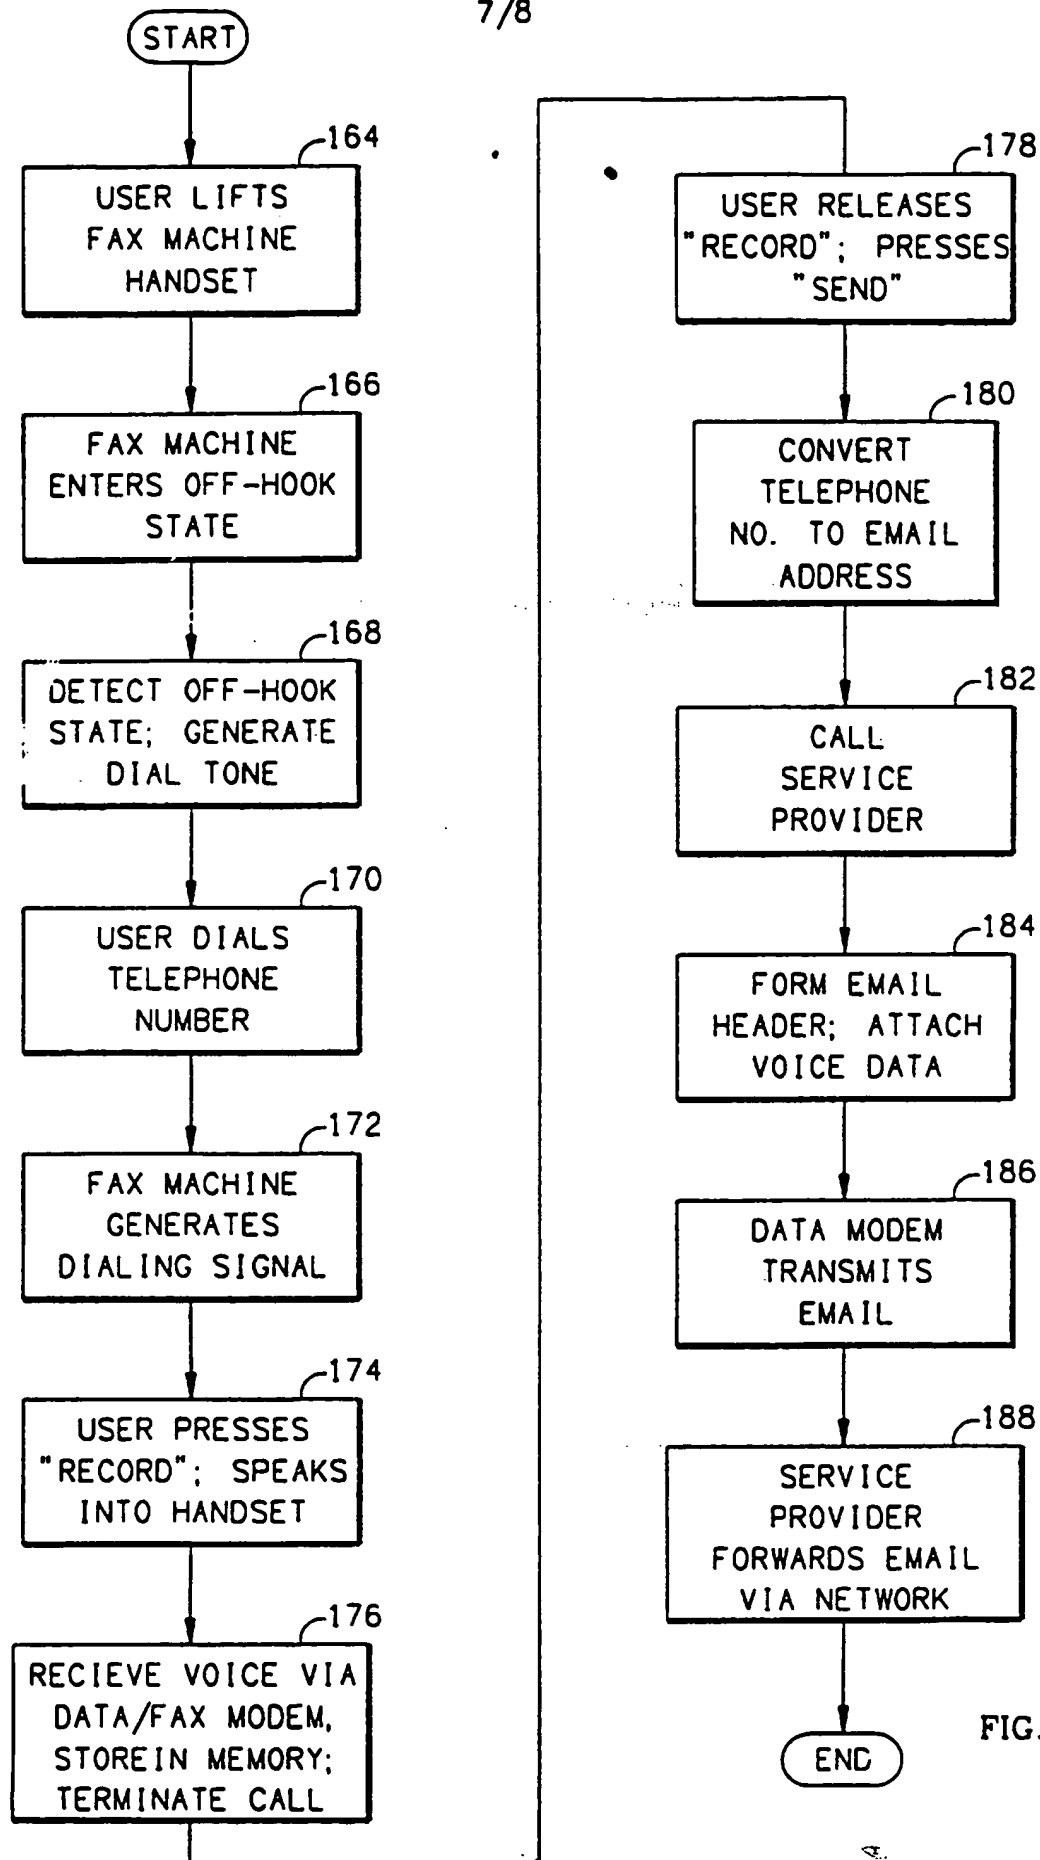 7/8
START
164
USER LIFTS
FAX MACHINE
HANDSET
166
FAX MACHINE
ENTERS OFF-HOOK
STATE
168
DETECT OFF-HOOK
STATE; GENERATE
DIAL TONE
170
USER DIALS
TELEPHONE
NUMBER
172
FAX MACHINE
GENERATES
DIALING SIGNAL
174
USER PRESSES
"RECORD"; SPEAKS
INTO HANDSET
176
RECIEVE VOICE VIA
DATA/FAX MODEM,
STOREIN MEMORY;
TERMINATE CALL
178
USER RELEASES
"RECORD"; PRESSES
"SEND"
180
CONVERT
TELEPHONE
NO. TO EMAIL
ADDRESS
182
CALL
SERVICE
PROVIDER
184
FORM EMAIL
HEADER; ATTACH
VOICE DATA
186
DATA MODEM
TRANSMITS
EMAIL
188
SERVICE
PROVIDER
FORWARDS EMAIL
VIA NETWORK
END
FIG.